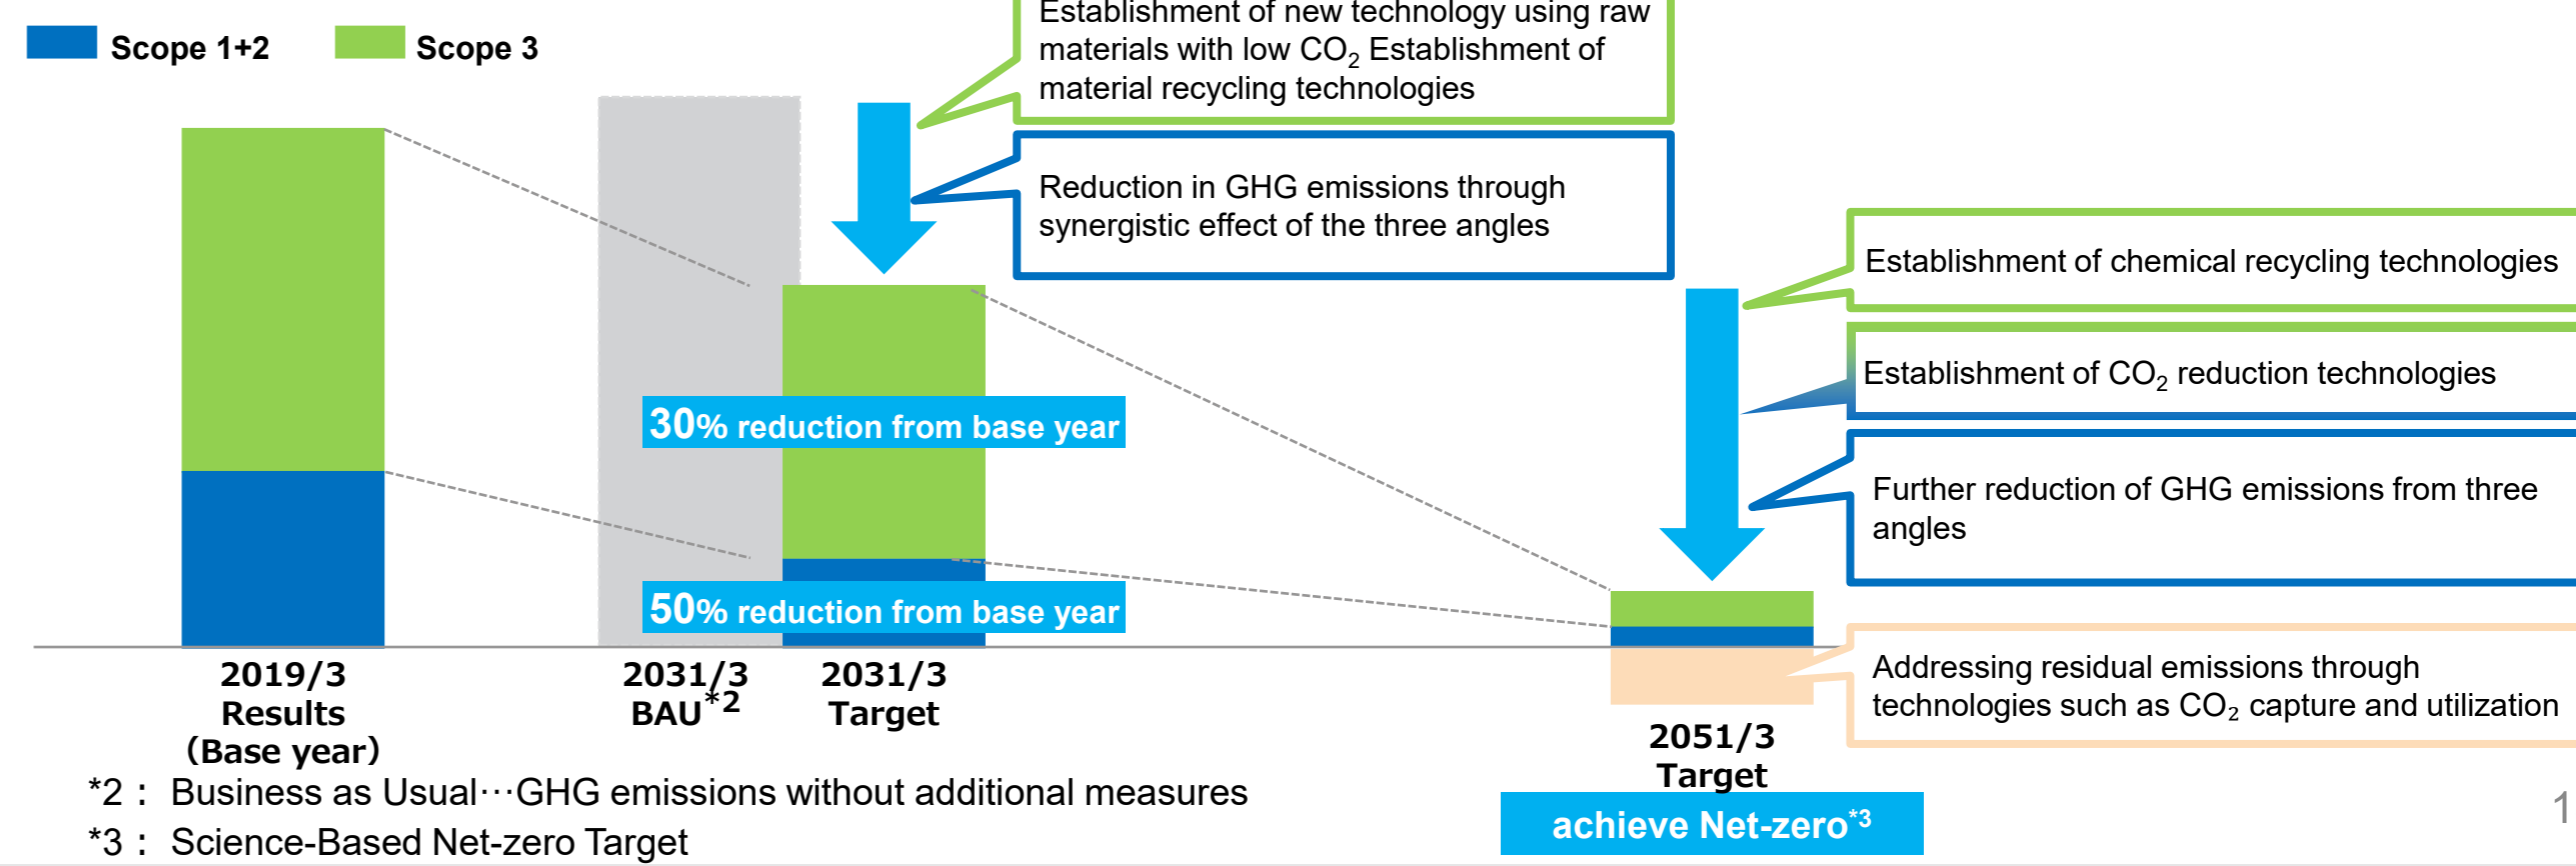 Scope 1+2
Scope 3
Establishment of new technology using raw
materials with low CO₂ Establishment of
material recycling technologies
Reduction in GHG emissions through
synergistic effect of the three angles
Establishment of chemical recycling technologies
Establishment of CO₂ reduction technologies
Further reduction of GHG emissions from three
angles
30% reduction from base year
50% reduction from base year
Addressing residual emissions through
technologies such as CO₂ capture and utilization
2019/3
Results
(Base year)
2031/3
BAU*2
2031/3
Target
2051/3
Target
achieve Net-zero*3
*2 : Business as Usual⋯GHG emissions without additional measures
*3 : Science-Based Net-zero Target
1